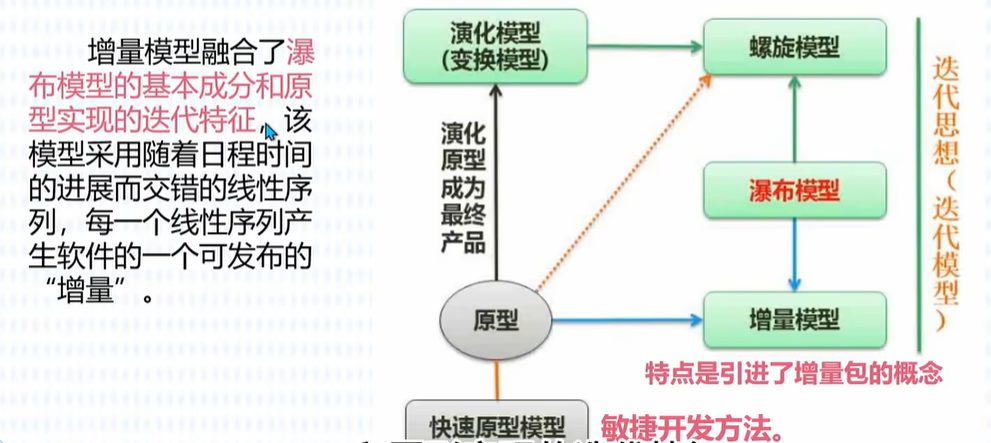 增量模型融合了瀑
布模型的基本成分和原
型实现的迭代特征，该
模型采用随着日程时间
的进展而交错的线性序
列，每一个线性序列产
生软件的一个可发布的
“增量”。
演化模型
(变换模型)
螺旋模型
演化
原型
成为
最终
产品
瀑布模型
原型
增量模型
迭代思想(迭代模型)
特点是引进了增量包的概念
快速原型模型
敏捷开发方法。